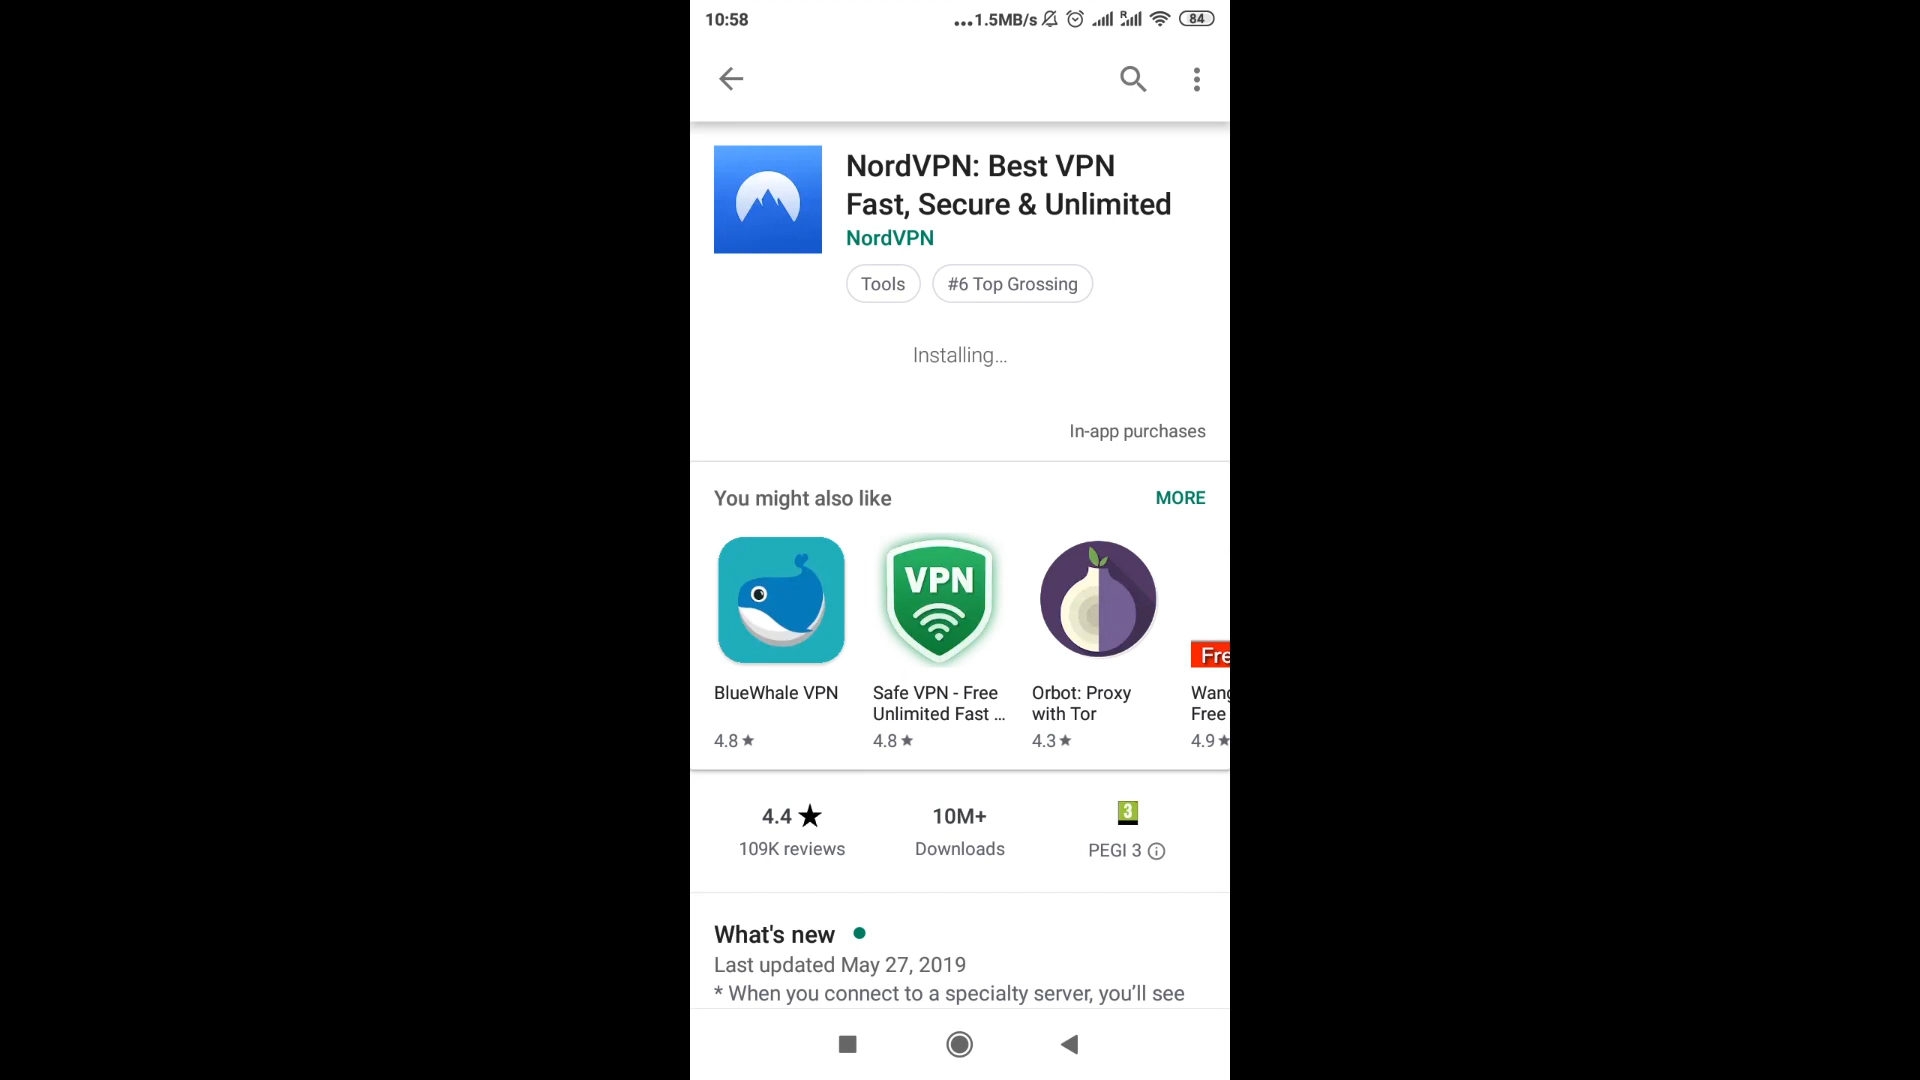 10:58
...1.5MB/s R 84
NordVPN: Best VPN
Fast, Secure & Unlimited
NordVPN
Tools #6 Top Grossing
Installing...
In-app purchases
You might also like MORE
VPN
Fre
BlueWhale VPN
Safe VPN - Free
Unlimited Fast ...
Orbot: Proxy
with Tor
Wang
Free
4.8 ★ 4.8 ★ 4.3 ★ 4.9 ★
4.4 ★ 10M+ 3
109K reviews Downloads PEGI 3
What's new
Last updated May 27, 2019
* When you connect to a specialty server, you’ll see